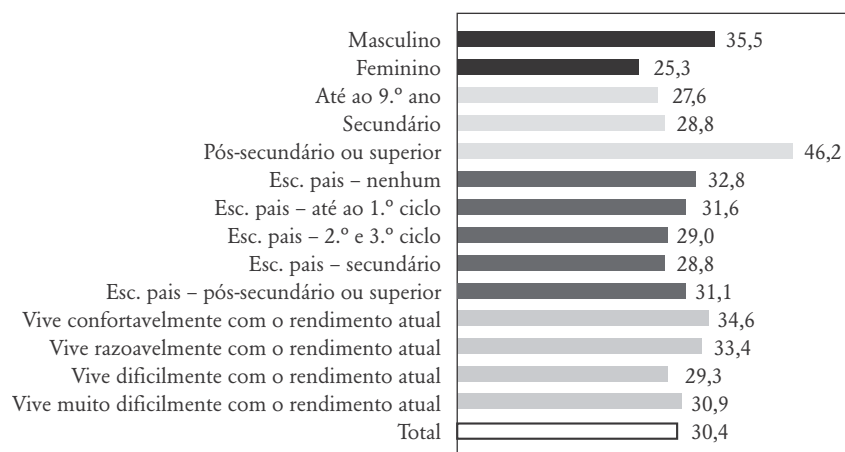 Masculino 35,5
Feminino 25,3
Até ao 9.º ano 27,6
Secundário 28,8
Pós-secundário ou superior 46,2
Esc. pais – nenhum 32,8
Esc. pais – até ao 1.º ciclo 31,6
Esc. pais – 2.º e 3.º ciclo 29,0
Esc. pais – secundário 28,8
Esc. pais – pós-secundário ou superior 31,1
Vive confortavelmente com o rendimento atual 34,6
Vive razoavelmente com o rendimento atual 33,4
Vive dificilmente com o rendimento atual 29,3
Vive muito dificilmente com o rendimento atual 30,9
Total 30,4